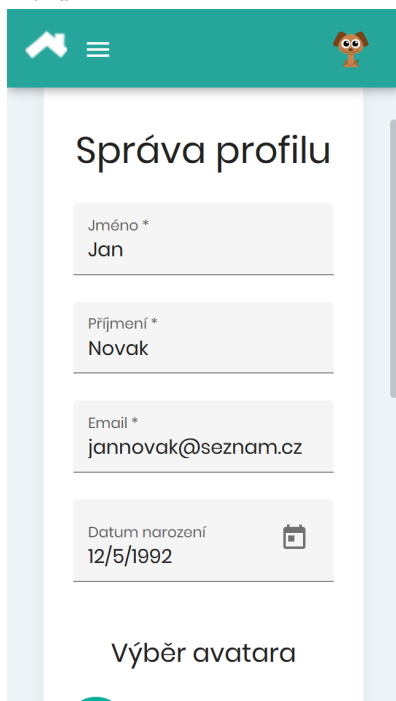 Správa profilu
Jméno *
Jan
Příjmení *
Novak
Email *
jannovak@seznam.cz
Datum narození
12/5/1992
Výběr avatara